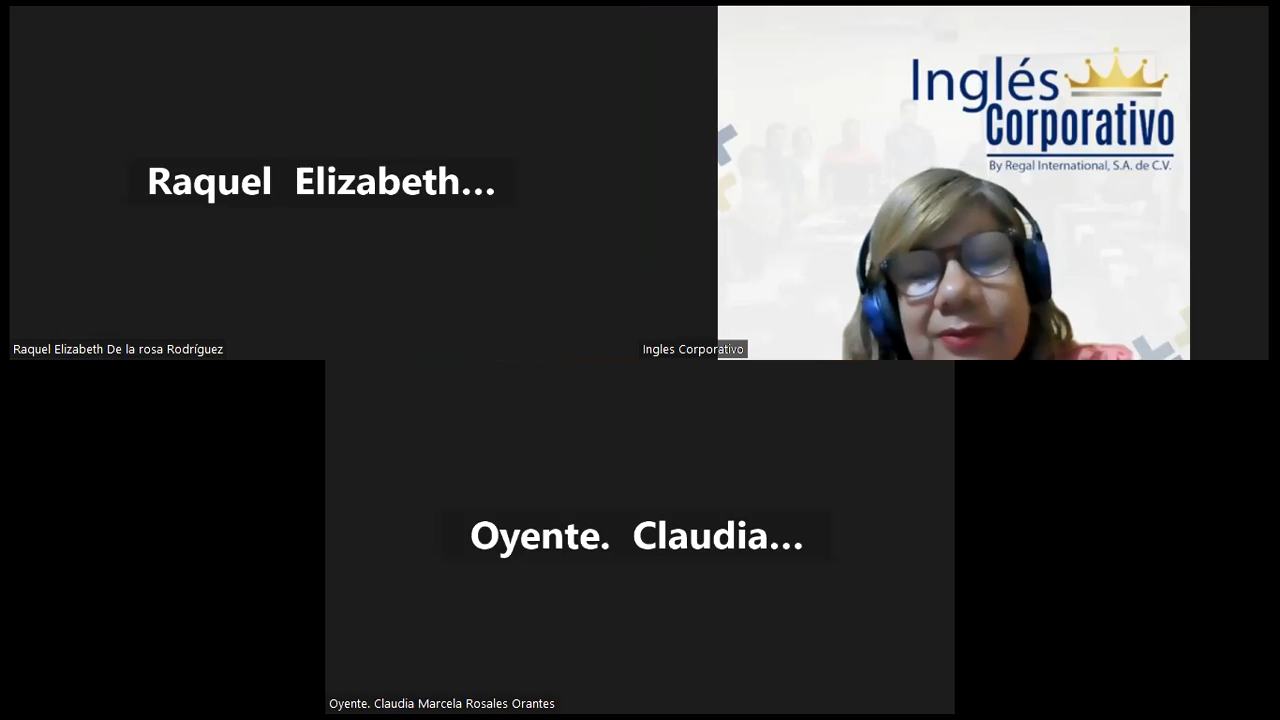 Raquel Elizabeth...
Raquel Elizabeth De la rosa Rodríguez
Inglés
Corporativo
By Regal International, S.A. de C.V.
Ingles Corporativo
Oyente. Claudia...
Oyente. Claudia Marcela Rosales Orantes